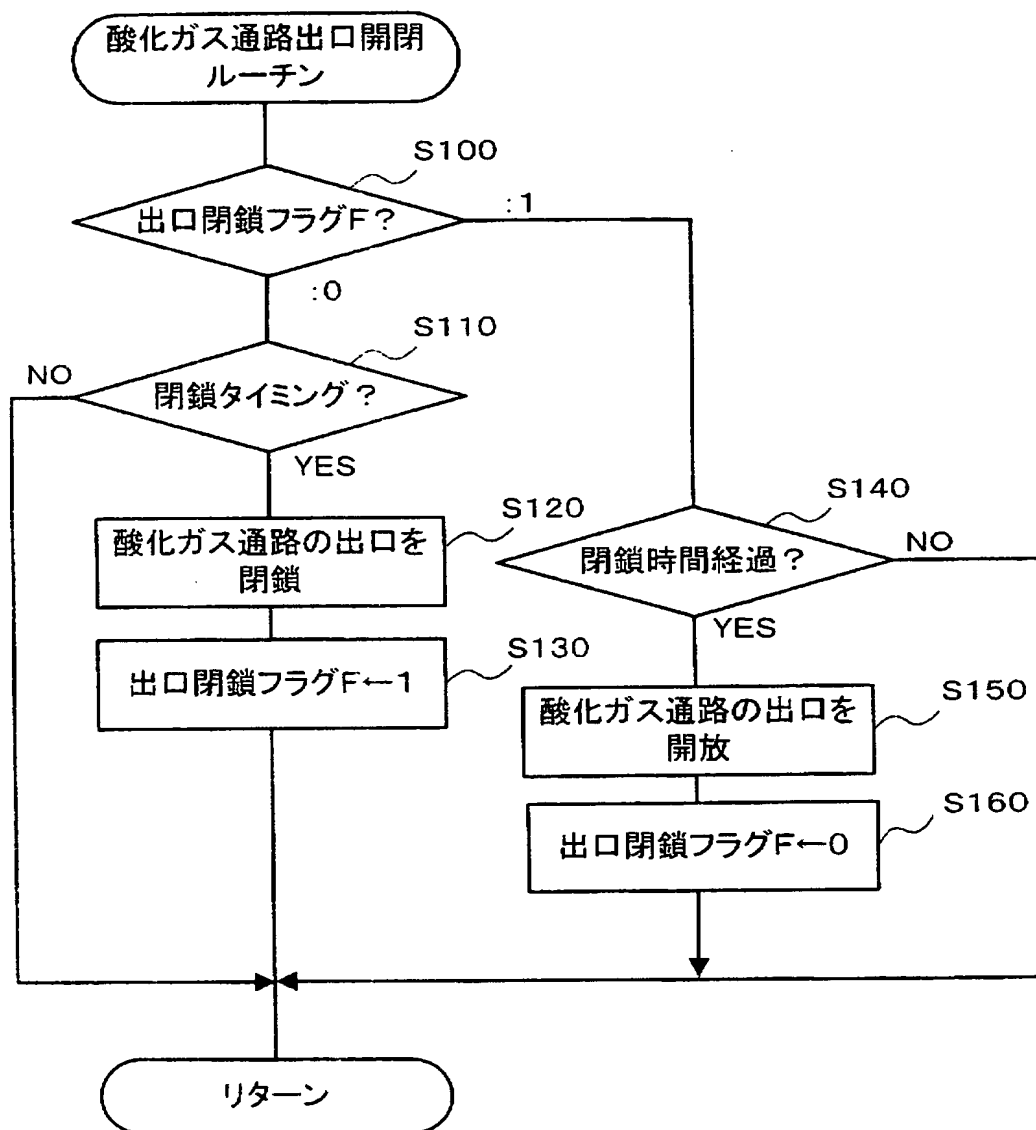 酸化ガス通路出口開閉
ルーチン
S100
出口閉鎖フラグF？
:1
:0
S110
NO
閉鎖タイミング？
YES
S120
酸化ガス通路の出口を
閉鎖
S130
出口閉鎖フラグF←1
S140
閉鎖時間経過？
NO
YES
S150
酸化ガス通路の出口を
開放
S160
出口閉鎖フラグF←0
リターン